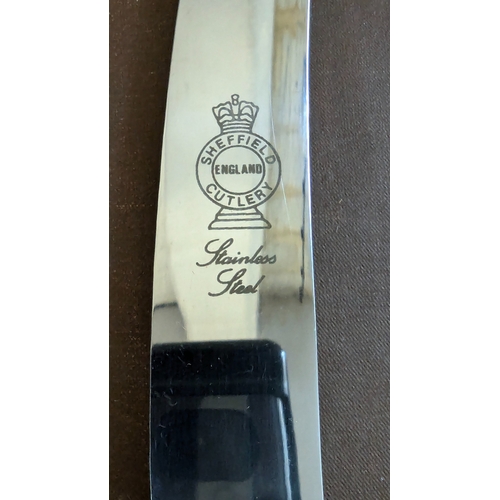 SHEFFIELD
ENGLAND
CUTLERY
Stainless
Steel